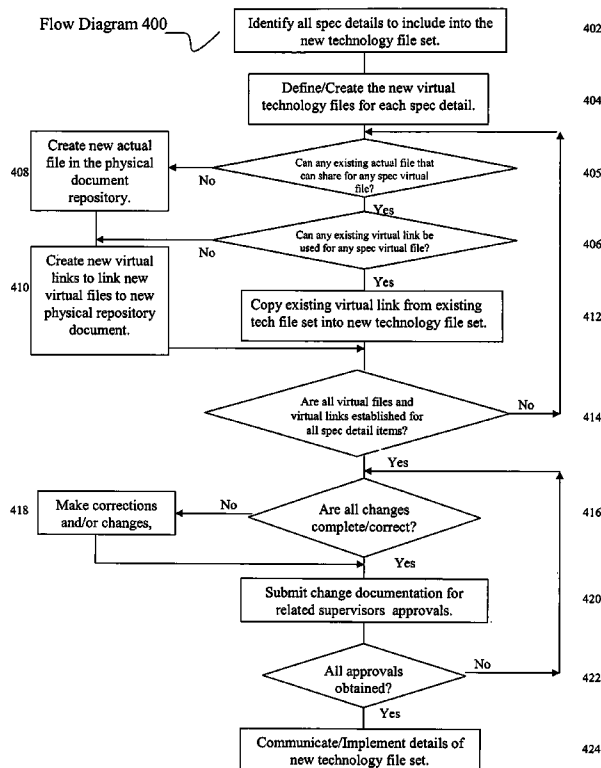 Flow Diagram 400
Identify all spec details to include into the
new technology file set.
402
Define/Create the new virtual
technology files for each spec detail.
404
Create new actual
file in the physical
document
repository.
408
No
Can any existing actual file that
can share for any spec virtual
file?
405
Yes
Can any existing virtual link be
used for any spec virtual file?
406
No
Create new virtual
links to link new
virtual files to new
physical repository
document.
410
Yes
Copy existing virtual link from existing
tech file set into new technology file set.
412
Are all virtual files and
virtual links established for
all spec detail items?
No
414
Yes
418
Make corrections
and/or changes,
No
Are all changes
complete/correct?
416
Yes
Submit change documentation for
related supervisors approvals.
420
All approvals
obtained?
No
422
Yes
Communicate/Implement details of
new technology file set.
424